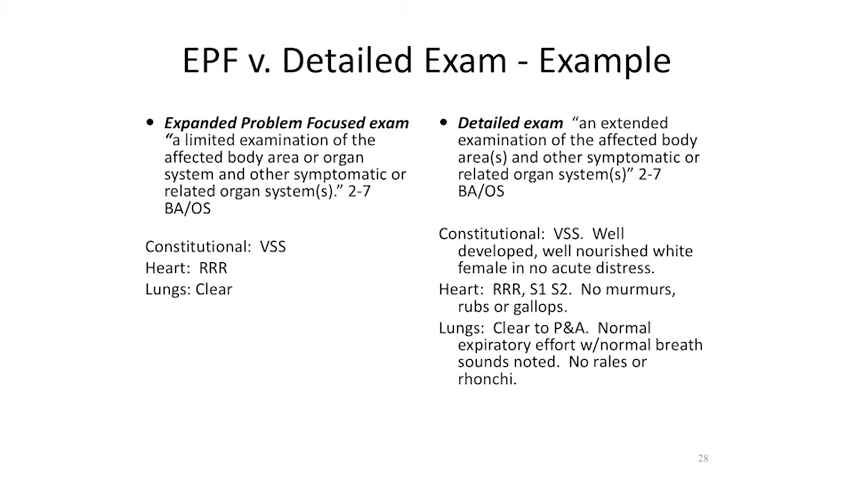 EPF v. Detailed Exam - Example
• Expanded Problem Focused exam
“a limited examination of the
affected body area or organ
system and other symptomatic or
related organ system(s).” 2-7
BA/OS
Constitutional: VSS
Heart: RRR
Lungs: Clear
• Detailed exam “an extended
examination of the affected body
area(s) and other symptomatic or
related organ system(s)” 2-7
BA/OS
Constitutional: VSS. Well
developed, well nourished white
female in no acute distress.
Heart: RRR, S1 S2. No murmurs,
rubs or gallops.
Lungs: Clear to P&A. Normal
expiratory effort w/normal breath
sounds noted. No rales or
rhonchi.
28